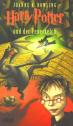 JOANNE K. ROWLING
Harry Potter
und der Feuerkelch